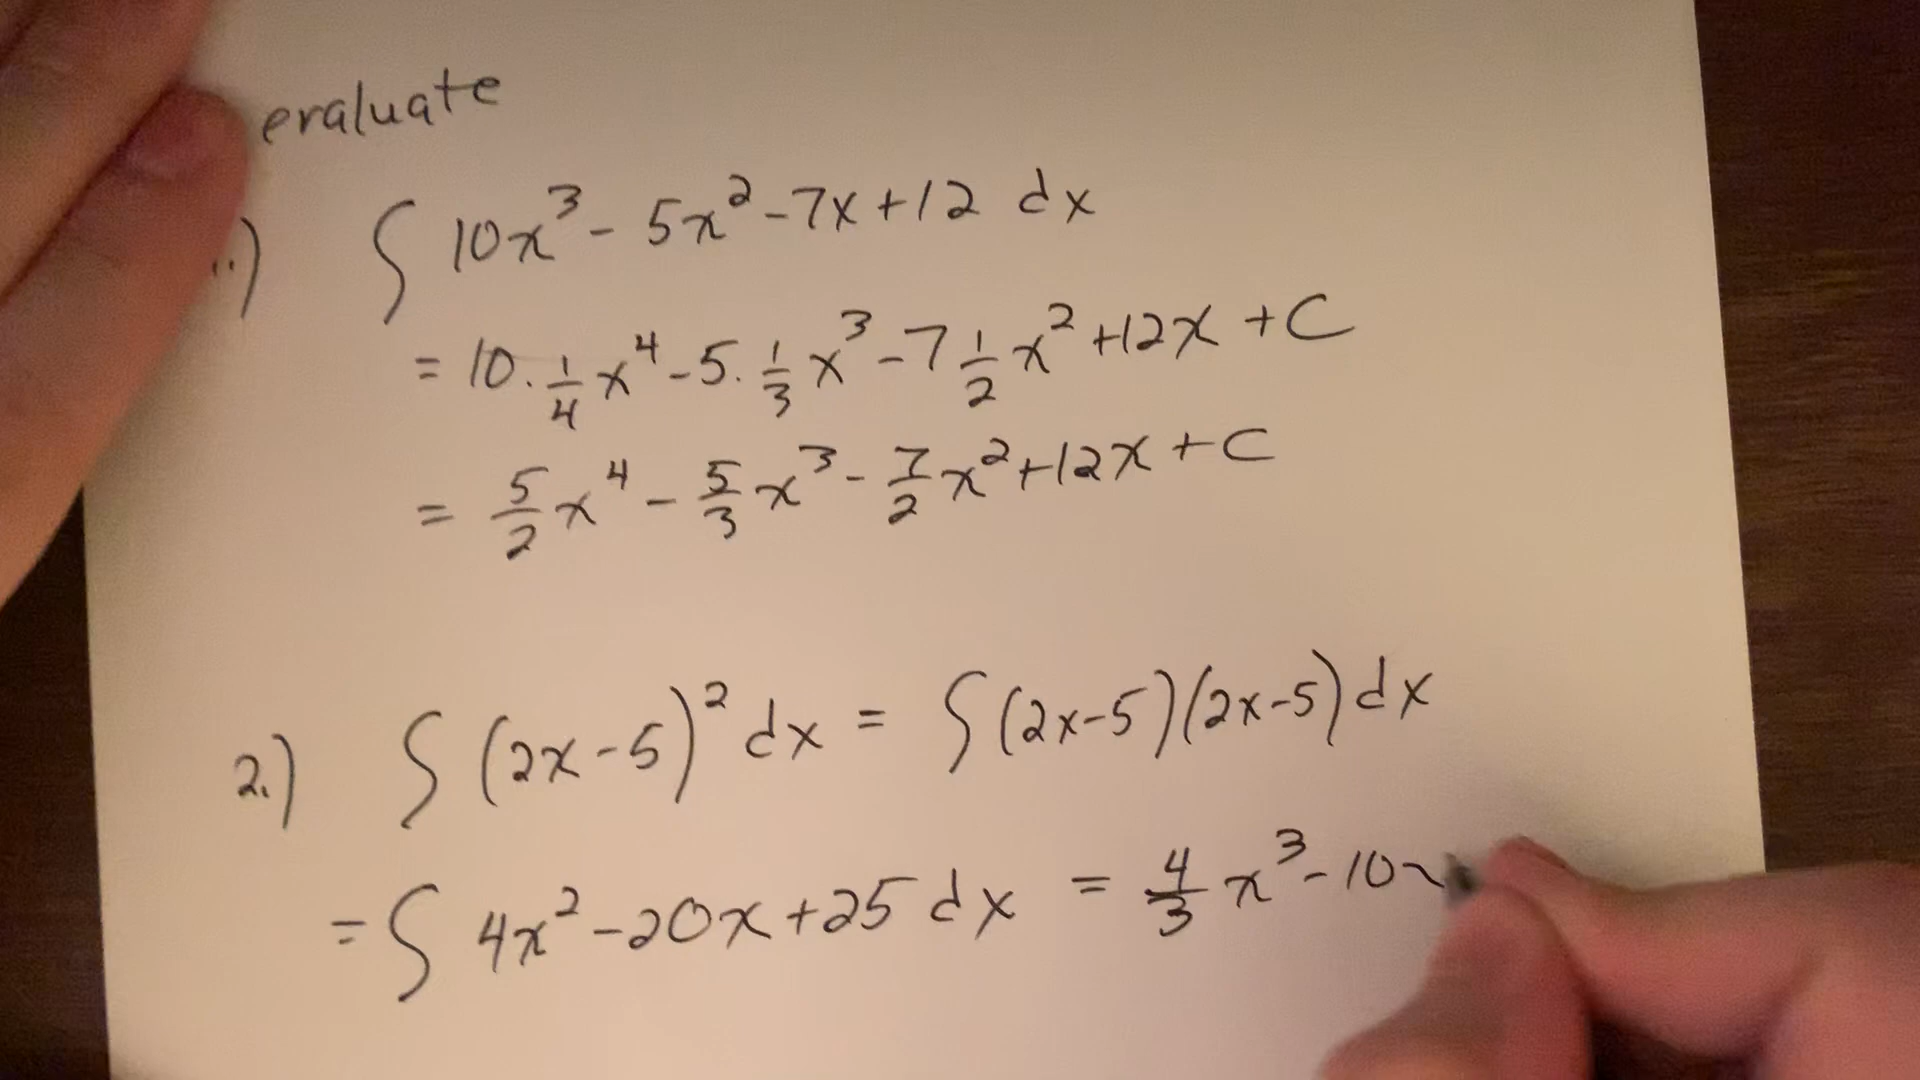 evaluate
1.) ∫ 10x³ - 5x² - 7x + 12 dx
= 10 · 1/4 x⁴ - 5 · 1/3 x³ - 7 1/2 x² + 12x + C
= 5/2 x⁴ - 5/3 x³ - 7/2 x² + 12x + C
2.) ∫ (2x - 5)² dx = ∫ (2x - 5)(2x - 5) dx
= ∫ 4x² - 20x + 25 dx = 4/3 x³ - 10